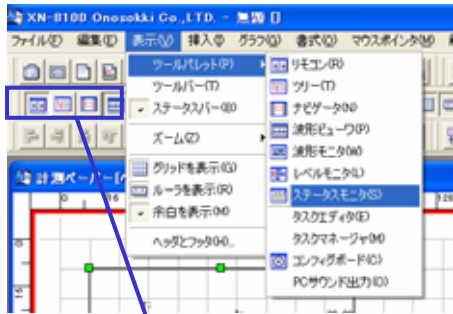 XN-8100 Onosokki Co.,LTD. - 無題
ファイル(F) 編集(E) 表示(V) 挿入(I) グラフ(G) 書式(O) マウスポインタ(M)
ツールパレット(P)
ツールバー(T)
ステータスバー(B)
ズーム(Z)
グリッドを表示(G)
ルーラを表示(R)
余白を表示(M)
ヘッダとフッタ(H)...
リモコン(R)
ツリー(T)
ナビゲータ(N)
波形ビューワ(P)
波形モニタ(W)
レベルモニタ(L)
ステータスモニタ(S)
タスクエディタ(E)
タスクマネージャ(M)
コンフィグボード(C)
PCサウンド出力(O)
計測ペーパー
0 16 128